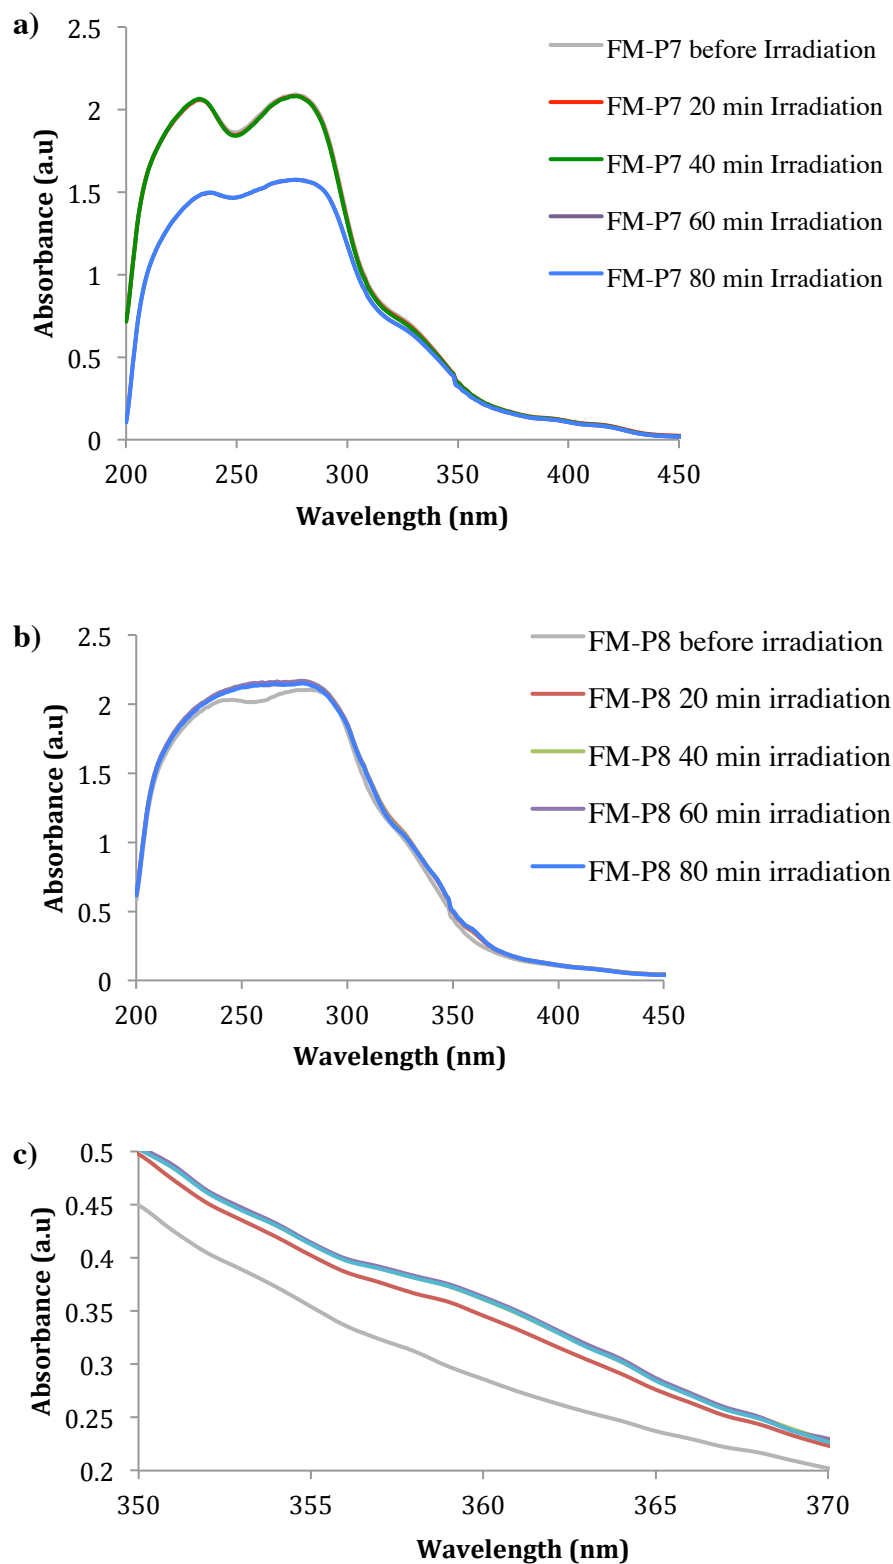 a)
2.5
2
1.5
1
0.5
0
Absorbance (a.u)
200 250 300 350 400 450
Wavelength (nm)
FM-P7 before Irradiation
FM-P7 20 min Irradiation
FM-P7 40 min Irradiation
FM-P7 60 min Irradiation
FM-P7 80 min Irradiation
b)
2.5
2
1.5
1
0.5
0
Absorbance (a.u)
200 250 300 350 400 450
Wavelength (nm)
FM-P8 before irradiation
FM-P8 20 min irradiation
FM-P8 40 min irradiation
FM-P8 60 min irradiation
FM-P8 80 min irradiation
c)
0.5
0.45
0.4
0.35
0.3
0.25
0.2
Absorbance (a.u)
350 355 360 365 370
Wavelength (nm)